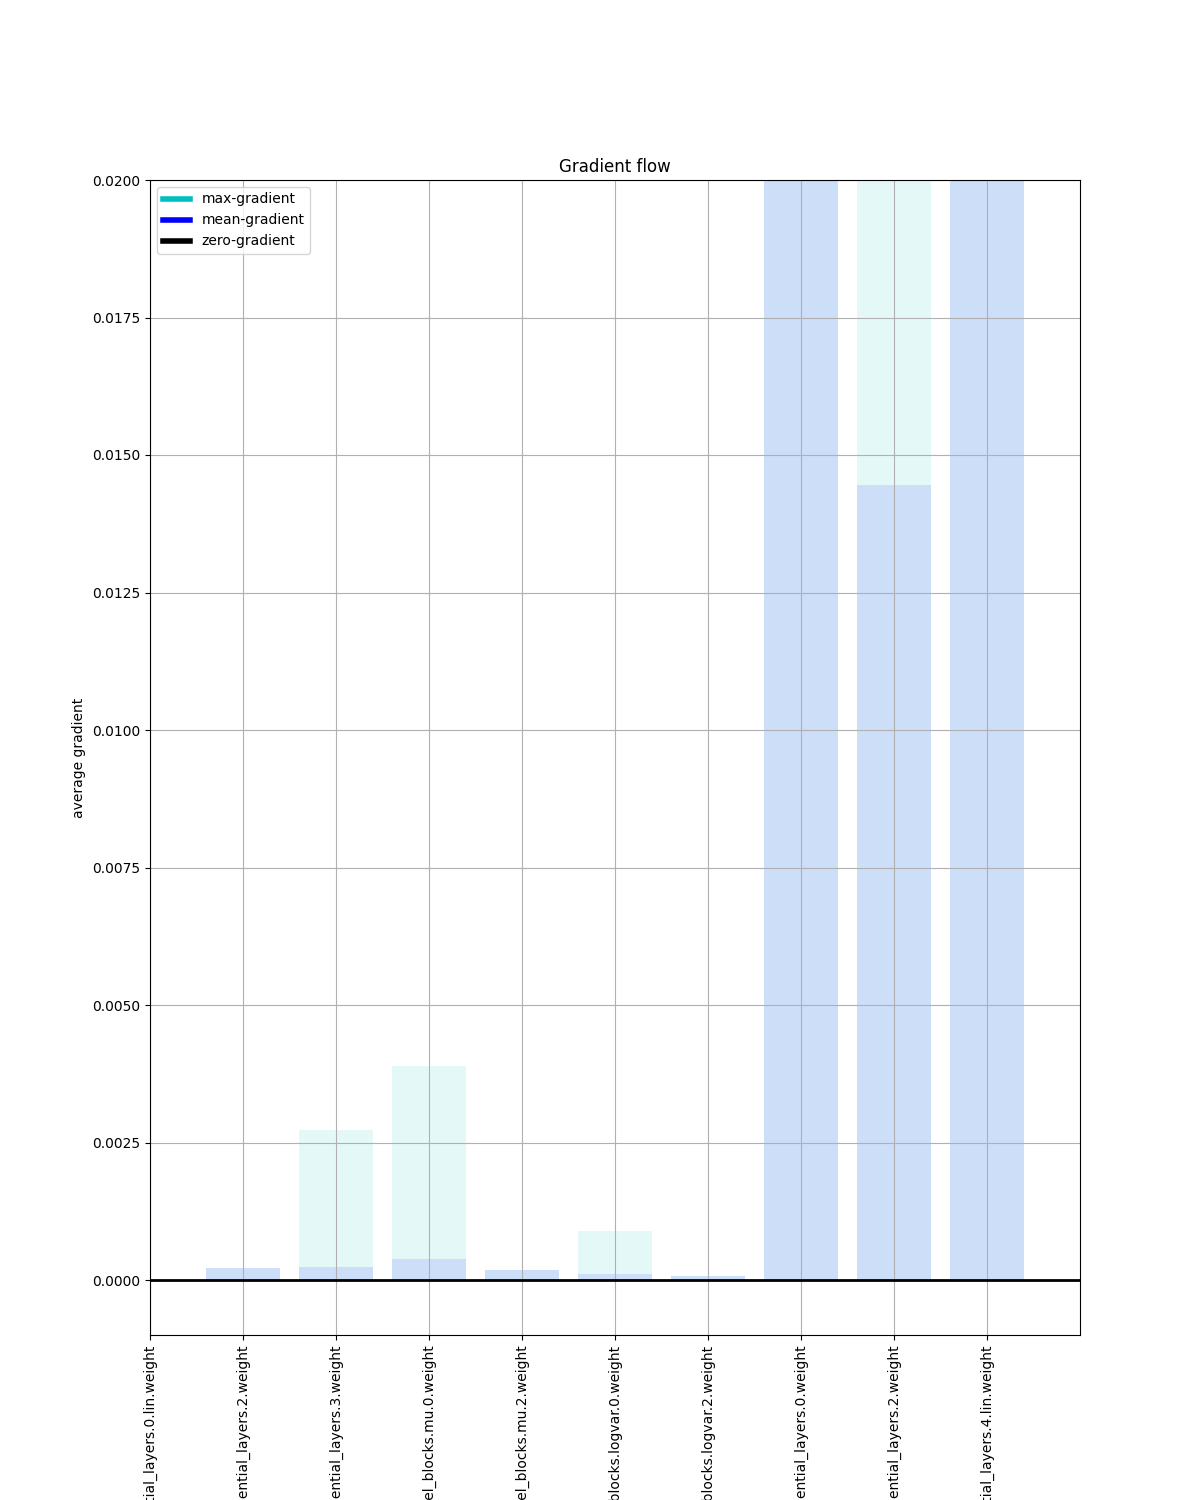 Gradient flow
max-gradient
mean-gradient
zero-gradient
0.0200
0.0175
0.0150
0.0125
0.0100
0.0075
0.0050
0.0025
0.0000
average gradient
tial_layers.0.lin.weight
ential_layers.2.weight
ential_layers.3.weight
el_blocks.mu.0.weight
el_blocks.mu.2.weight
blocks.logvar.0.weight
blocks.logvar.2.weight
ential_layers.0.weight
ential_layers.2.weight
tial_layers.4.lin.weight